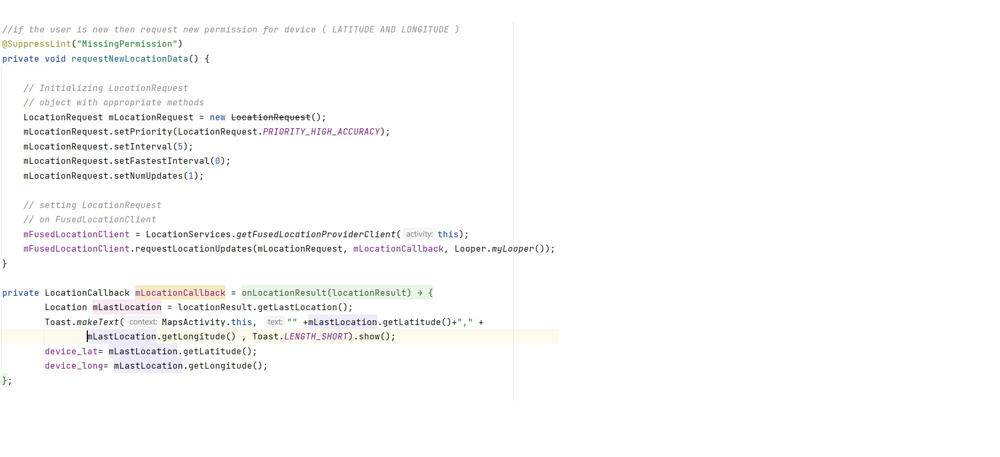 //if the user is new then request new permission for device ( LATITUDE AND LONGITUDE )
@SuppressLint("MissingPermission")
private void requestNewLocationData() {
// Initializing LocationRequest
// object with appropriate methods
LocationRequest mLocationRequest = new LocationRequest();
mLocationRequest.setPriority(LocationRequest.PRIORITY_HIGH_ACCURACY);
mLocationRequest.setInterval(5);
mLocationRequest.setFastestInterval(0);
mLocationRequest.setNumUpdates(1);
// setting LocationRequest
// on FusedLocationClient
mFusedLocationClient = LocationServices.getFusedLocationProviderClient( activity: this);
mFusedLocationClient.requestLocationUpdates(mLocationRequest, mLocationCallback, Looper.myLooper());
}
private LocationCallback mLocationCallback = onLocationResult(locationResult) → {
Location mLastLocation = locationResult.getLastLocation();
Toast.makeText( context: MapsActivity.this, text: "" +mLastLocation.getLatitude()+"," +
mLastLocation.getLongitude() , Toast.LENGTH_SHORT).show();
device_lat= mLastLocation.getLatitude();
device_long= mLastLocation.getLongitude();
};